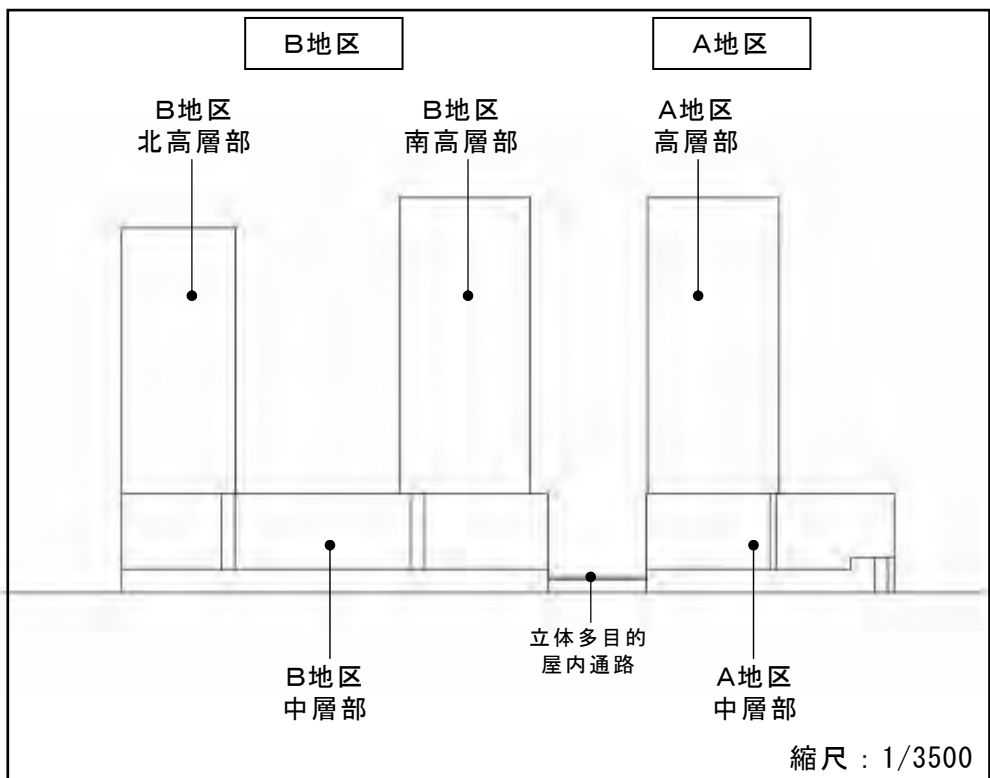 B地区
A地区
B地区
北高層部
B地区
南高層部
A地区
高層部
立体多目的
屋内通路
B地区
中層部
A地区
中層部
縮尺：1/3500